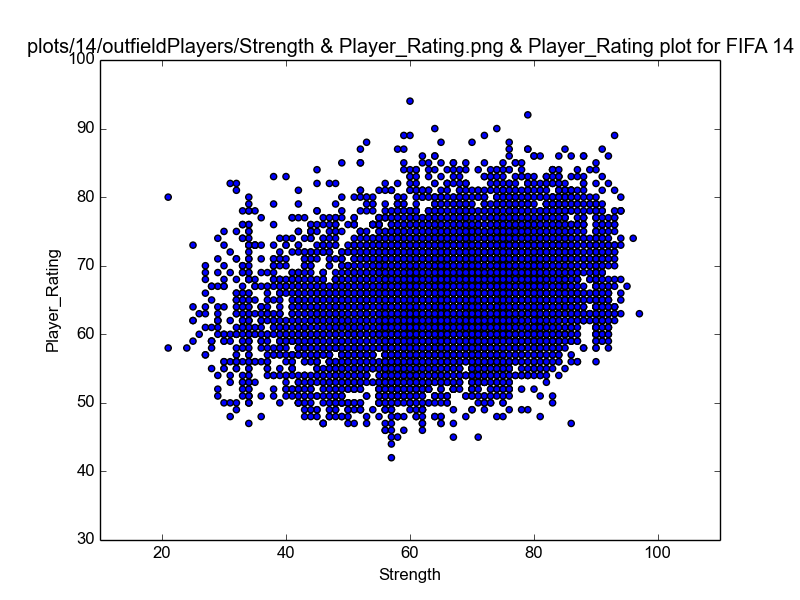 plots/14/outfieldPlayers/Strength & Player_Rating.png & Player_Rating plot for FIFA 14
100
90
80
70
60
50
40
30
Player_Rating
20 40 60 80 100
Strength